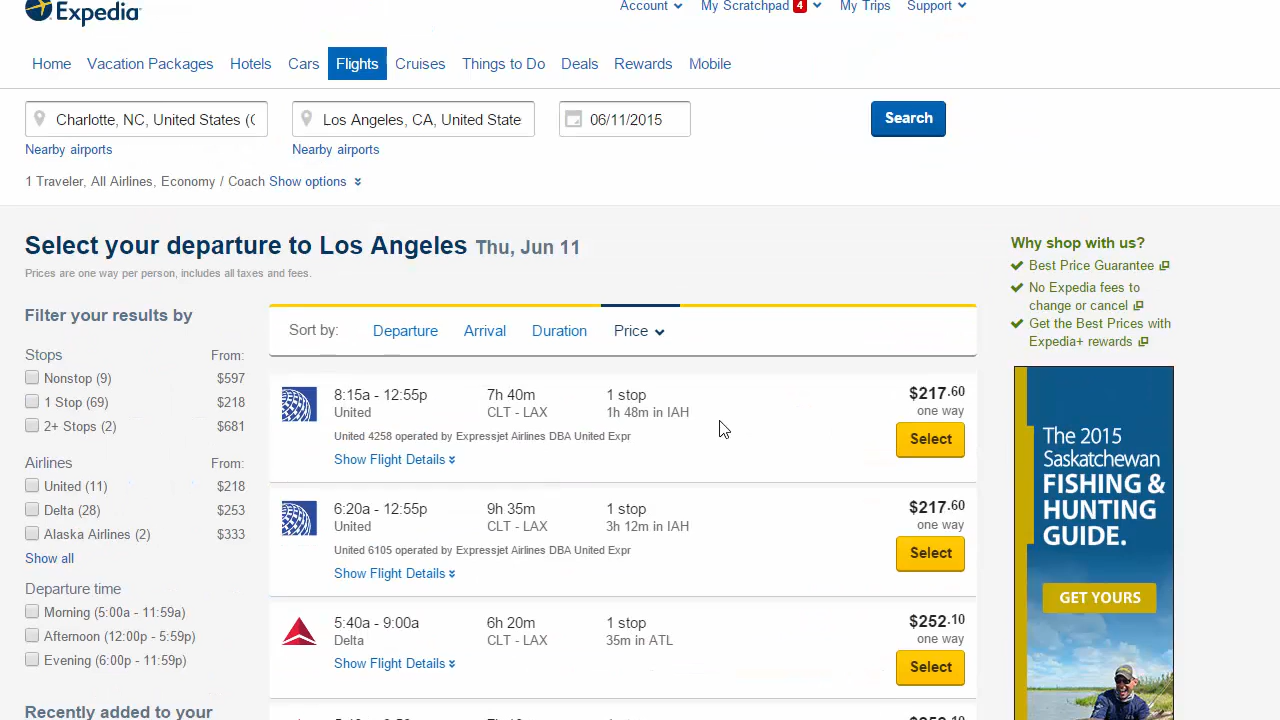 Expedia
Account
My Scratchpad 4
My Trips
Support
Home
Vacation Packages
Hotels
Cars
Flights
Cruises
Things to Do
Deals
Rewards
Mobile
Charlotte, NC, United States (C
Los Angeles, CA, United State
06/11/2015
Search
Nearby airports
Nearby airports
1 Traveler, All Airlines, Economy / Coach Show options
Select your departure to Los Angeles Thu, Jun 11
Prices are one way per person, includes all taxes and fees.
Filter your results by
Stops From:
Nonstop (9) $597
1 Stop (69) $218
2+ Stops (2) $681
Airlines From:
United (11) $218
Delta (28) $253
Alaska Airlines (2) $333
Show all
Departure time
Morning (5:00a - 11:59a)
Afternoon (12:00p - 5:59p)
Evening (6:00p - 11:59p)
Recently added to your
Sort by: Departure Arrival Duration Price
8:15a - 12:55p 7h 40m 1 stop $217.60
United CLT - LAX 1h 48m in IAH one way
United 4258 operated by Expressjet Airlines DBA United Expr
Select
Show Flight Details
6:20a - 12:55p 9h 35m 1 stop $217.60
United CLT - LAX 3h 12m in IAH one way
United 6105 operated by Expressjet Airlines DBA United Expr
Select
Show Flight Details
5:40a - 9:00a 6h 20m 1 stop $252.10
Delta CLT - LAX 35m in ATL one way
Show Flight Details
Select
Why shop with us?
Best Price Guarantee
No Expedia fees to
change or cancel
Get the Best Prices with
Expedia+ rewards
The 2015
Saskatchewan
FISHING &
HUNTING
GUIDE.
GET YOURS